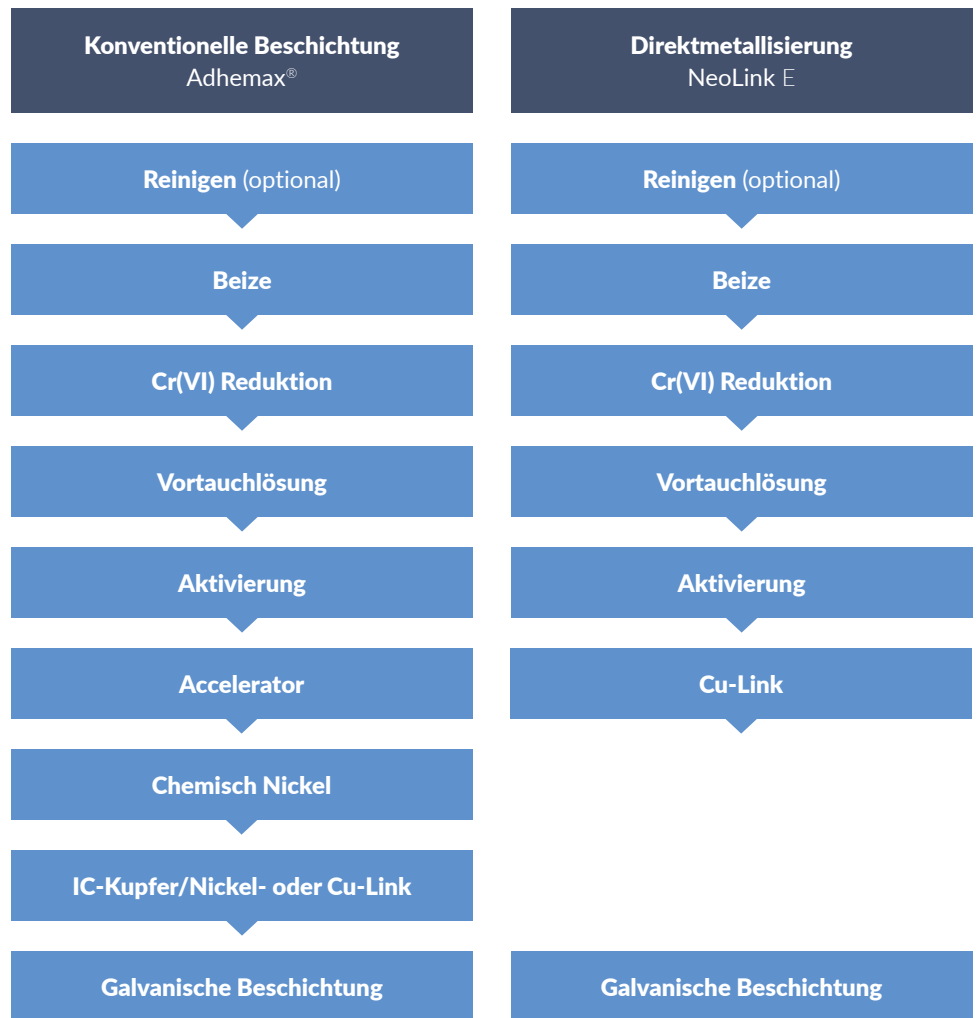 Konventionelle Beschichtung
Adhemax®
Reinigen (optional)
Beize
Cr(VI) Reduktion
Vortauchlösung
Aktivierung
Accelerator
Chemisch Nickel
IC-Kupfer/Nickel- oder Cu-Link
Galvanische Beschichtung
Direktmetallisierung
NeoLink E
Reinigen (optional)
Beize
Cr(VI) Reduktion
Vortauchlösung
Aktivierung
Cu-Link
Galvanische Beschichtung